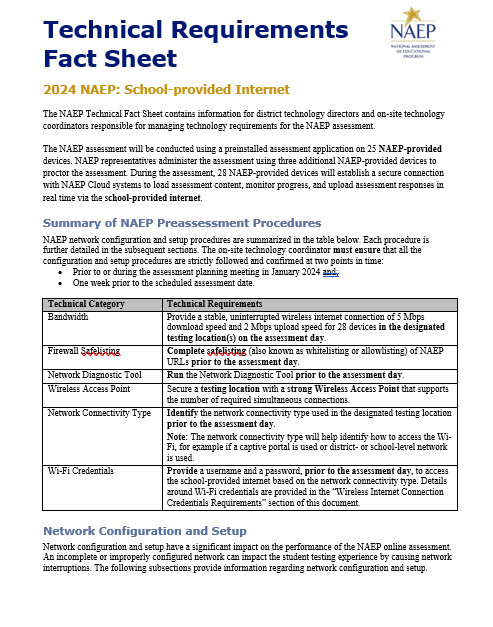 Technical Requirements
Fact Sheet
NAEP
NATIONAL ASSESSMENT
OF EDUCATIONAL
PROGRESS
2024 NAEP: School-provided Internet
The NAEP Technical Fact Sheet contains information for district technology directors and on-site technology
coordinators responsible for managing technology requirements for the NAEP assessment.
The NAEP assessment will be conducted using a preinstalled assessment application on 25 NAEP-provided
devices. NAEP representatives administer the assessment using three additional NAEP-provided devices to
proctor the assessment. During the assessment, 28 NAEP-provided devices will establish a secure connection
with NAEP Cloud systems to load assessment content, monitor progress, and upload assessment responses in
real time via the school-provided internet.
Summary of NAEP Preassessment Procedures
NAEP network configuration and setup procedures are summarized in the table below. Each procedure is
further detailed in the subsequent sections. The on-site technology coordinator must ensure that all the
configuration and setup procedures are strictly followed and confirmed at two points in time:
• Prior to or during the assessment planning meeting in January 2024 and;
• One week prior to the scheduled assessment date.
Technical Category Technical Requirements
Bandwidth Provide a stable, uninterrupted wireless internet connection of 5 Mbps
download speed and 2 Mbps upload speed for 28 devices in the designated
testing location(s) on the assessment day.
Firewall Safelisting Complete safelisting (also known as whitelisting or allowlisting) of NAEP
URLs prior to the assessment day.
Network Diagnostic Tool Run the Network Diagnostic Tool prior to the assessment day.
Wireless Access Point Secure a testing location with a strong Wireless Access Point that supports
the number of required simultaneous connections.
Network Connectivity Type Identify the network connectivity type used in the designated testing location
prior to the assessment day.
Note: The network connectivity type will help identify how to access the Wi-
Fi, for example if a captive portal is used or district- or school-level network
is used.
Wi-Fi Credentials Provide a username and a password, prior to the assessment day, to access
the school-provided internet based on the network connectivity type. Details
around Wi-Fi credentials are provided in the “Wireless Internet Connection
Credentials Requirements” section of this document.
Network Configuration and Setup
Network configuration and setup have a significant impact on the performance of the NAEP online assessment.
An incomplete or improperly configured network can impact the student testing experience by causing network
interruptions. The following subsections provide information regarding network configuration and setup.